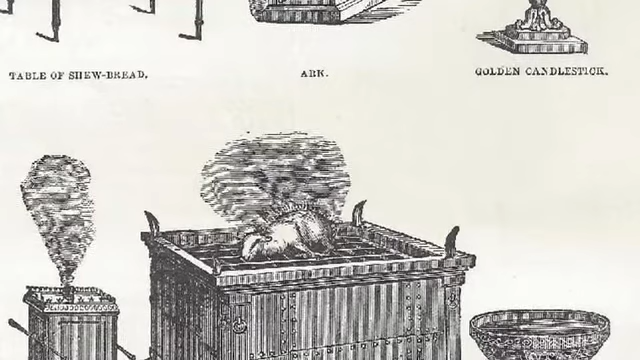 TABLE OF SHEW-BREAD.
ARK.
GOLDEN CANDLESTICK.